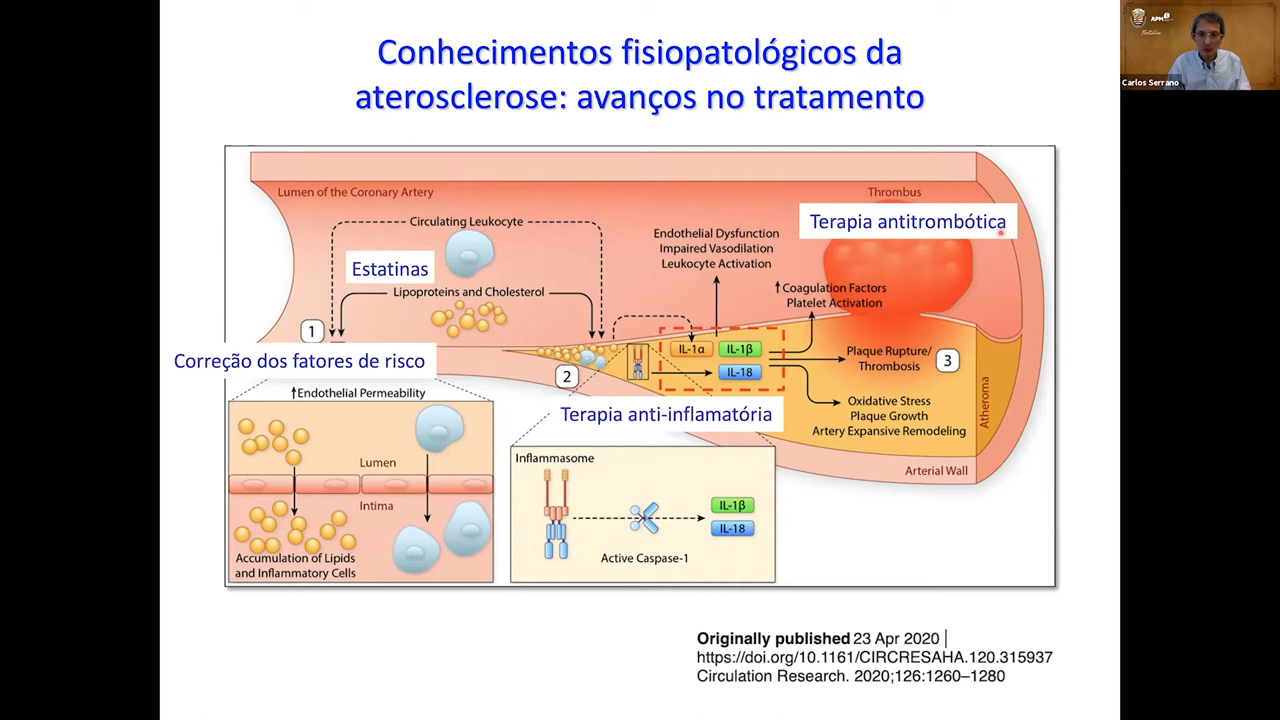 Conhecimentos fisiopatológicos da
aterosclerose: avanços no tratamento
APM
Carlos Serrano
Lumen of the Coronary Artery
Thrombus
Circulating Leukocyte
Terapia antitrombótica
Endothelial Dysfunction
Impaired Vasodilation
Leukocyte Activation
Estatinas
Lipoproteins and Cholesterol
Coagulation Factors
Platelet Activation
1
Correção dos fatores de risco
IL-1α
IL-1β
IL-18
2
Plaque Rupture/
Thrombosis
3
Endothelial Permeability
Terapia anti-inflamatória
Oxidative Stress
Plaque Growth
Artery Expansive Remodeling
Atheroma
Arterial Wall
Lumen
Intima
Accumulation of Lipids
and Inflammatory Cells
Inflammasome
IL-1β
IL-18
Active Caspase-1
Originally published 23 Apr 2020 |
https://doi.org/10.1161/CIRCRESAHA.120.315937
Circulation Research. 2020;126:1260–1280